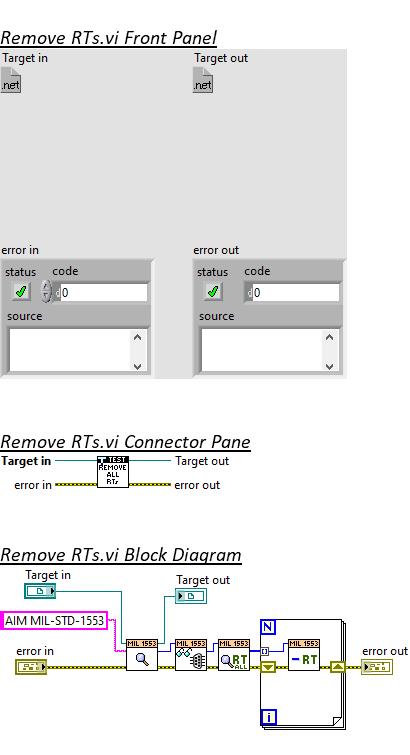 Remove RTs.vi Front Panel
Target in Target out
.net .net
error in error out
status code status code
d 0 d 0
source source
Remove RTs.vi Connector Pane
Target in Target out
TEST
REMOVE
ALL
RTs
error in error out
Remove RTs.vi Block Diagram
Target in Target out
AIM MIL-STD-1553
N
MIL 1553 MIL 1553 MIL 1553 MIL 1553
RT
ALL
- RT
error in error out
i